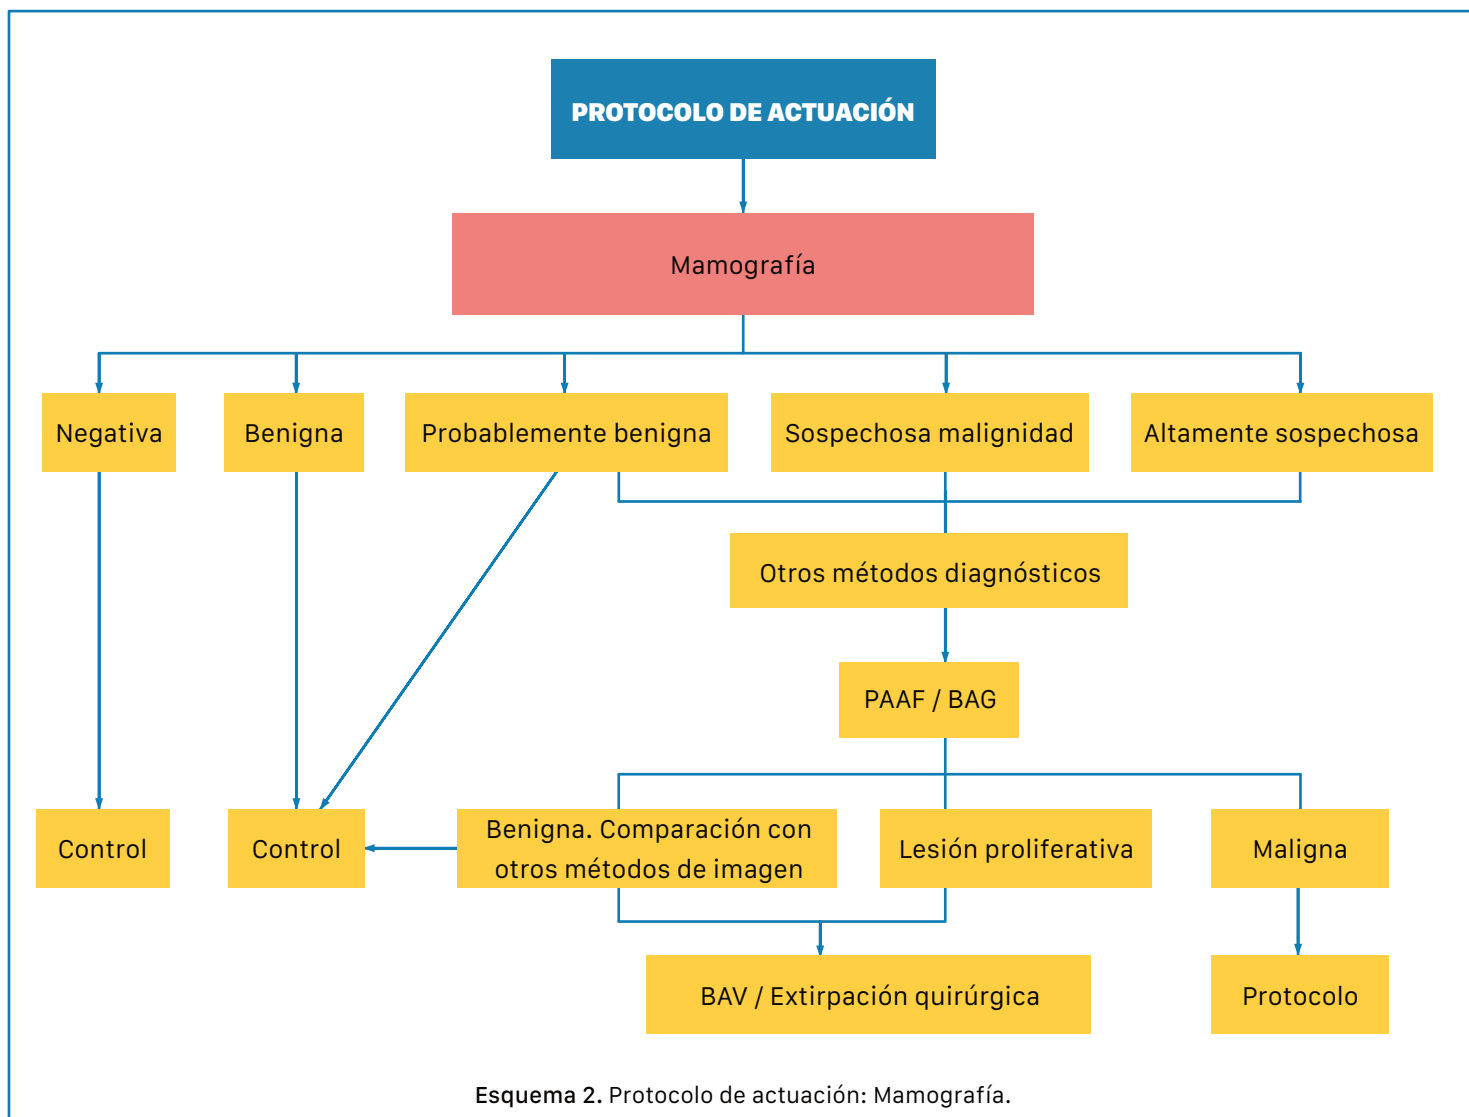 PROTOCOLO DE ACTUACIÓN
Mamografía
Negativa
Benigna
Probablemente benigna
Sospechosa malignidad
Altamente sospechosa
Otros métodos diagnósticos
PAAF / BAG
Control
Control
Benigna. Comparación con
otros métodos de imagen
Lesión proliferativa
Maligna
BAV / Extirpación quirúrgica
Protocolo
Esquema 2. Protocolo de actuación: Mamografía.